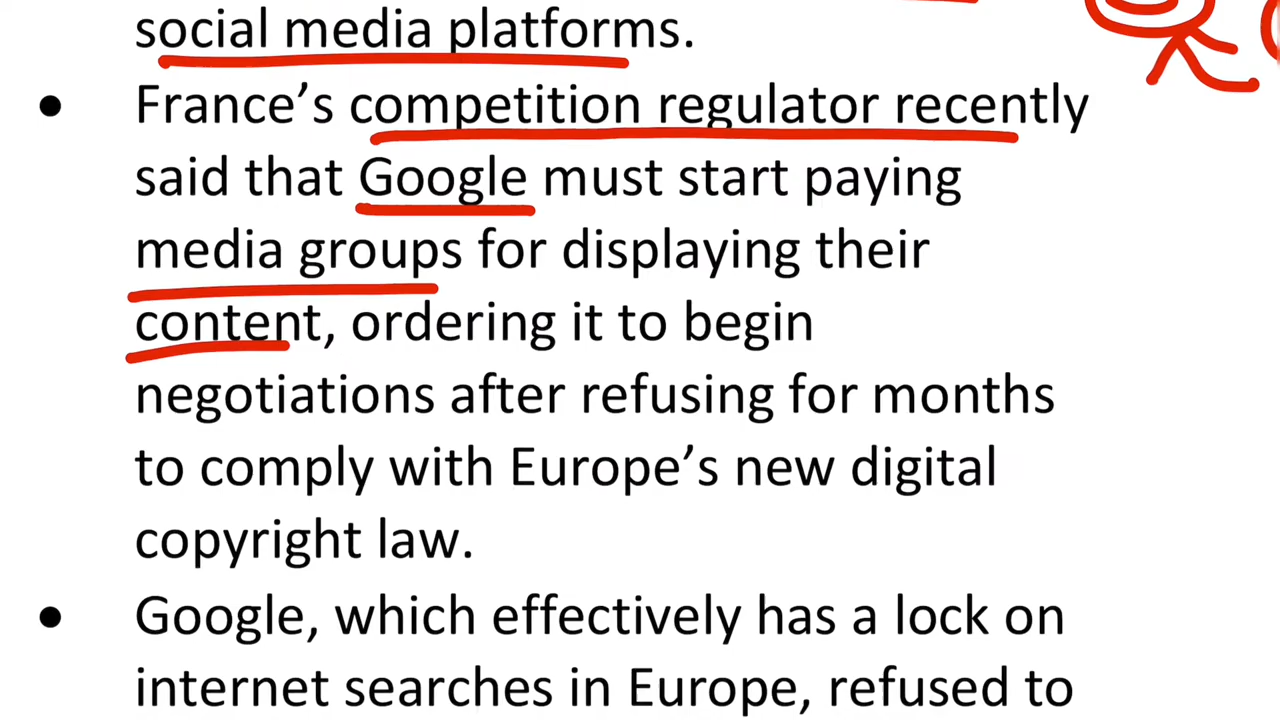 social media platforms.
• France’s competition regulator recently
said that Google must start paying
media groups for displaying their
content, ordering it to begin
negotiations after refusing for months
to comply with Europe’s new digital
copyright law.
• Google, which effectively has a lock on
internet searches in Europe, refused to